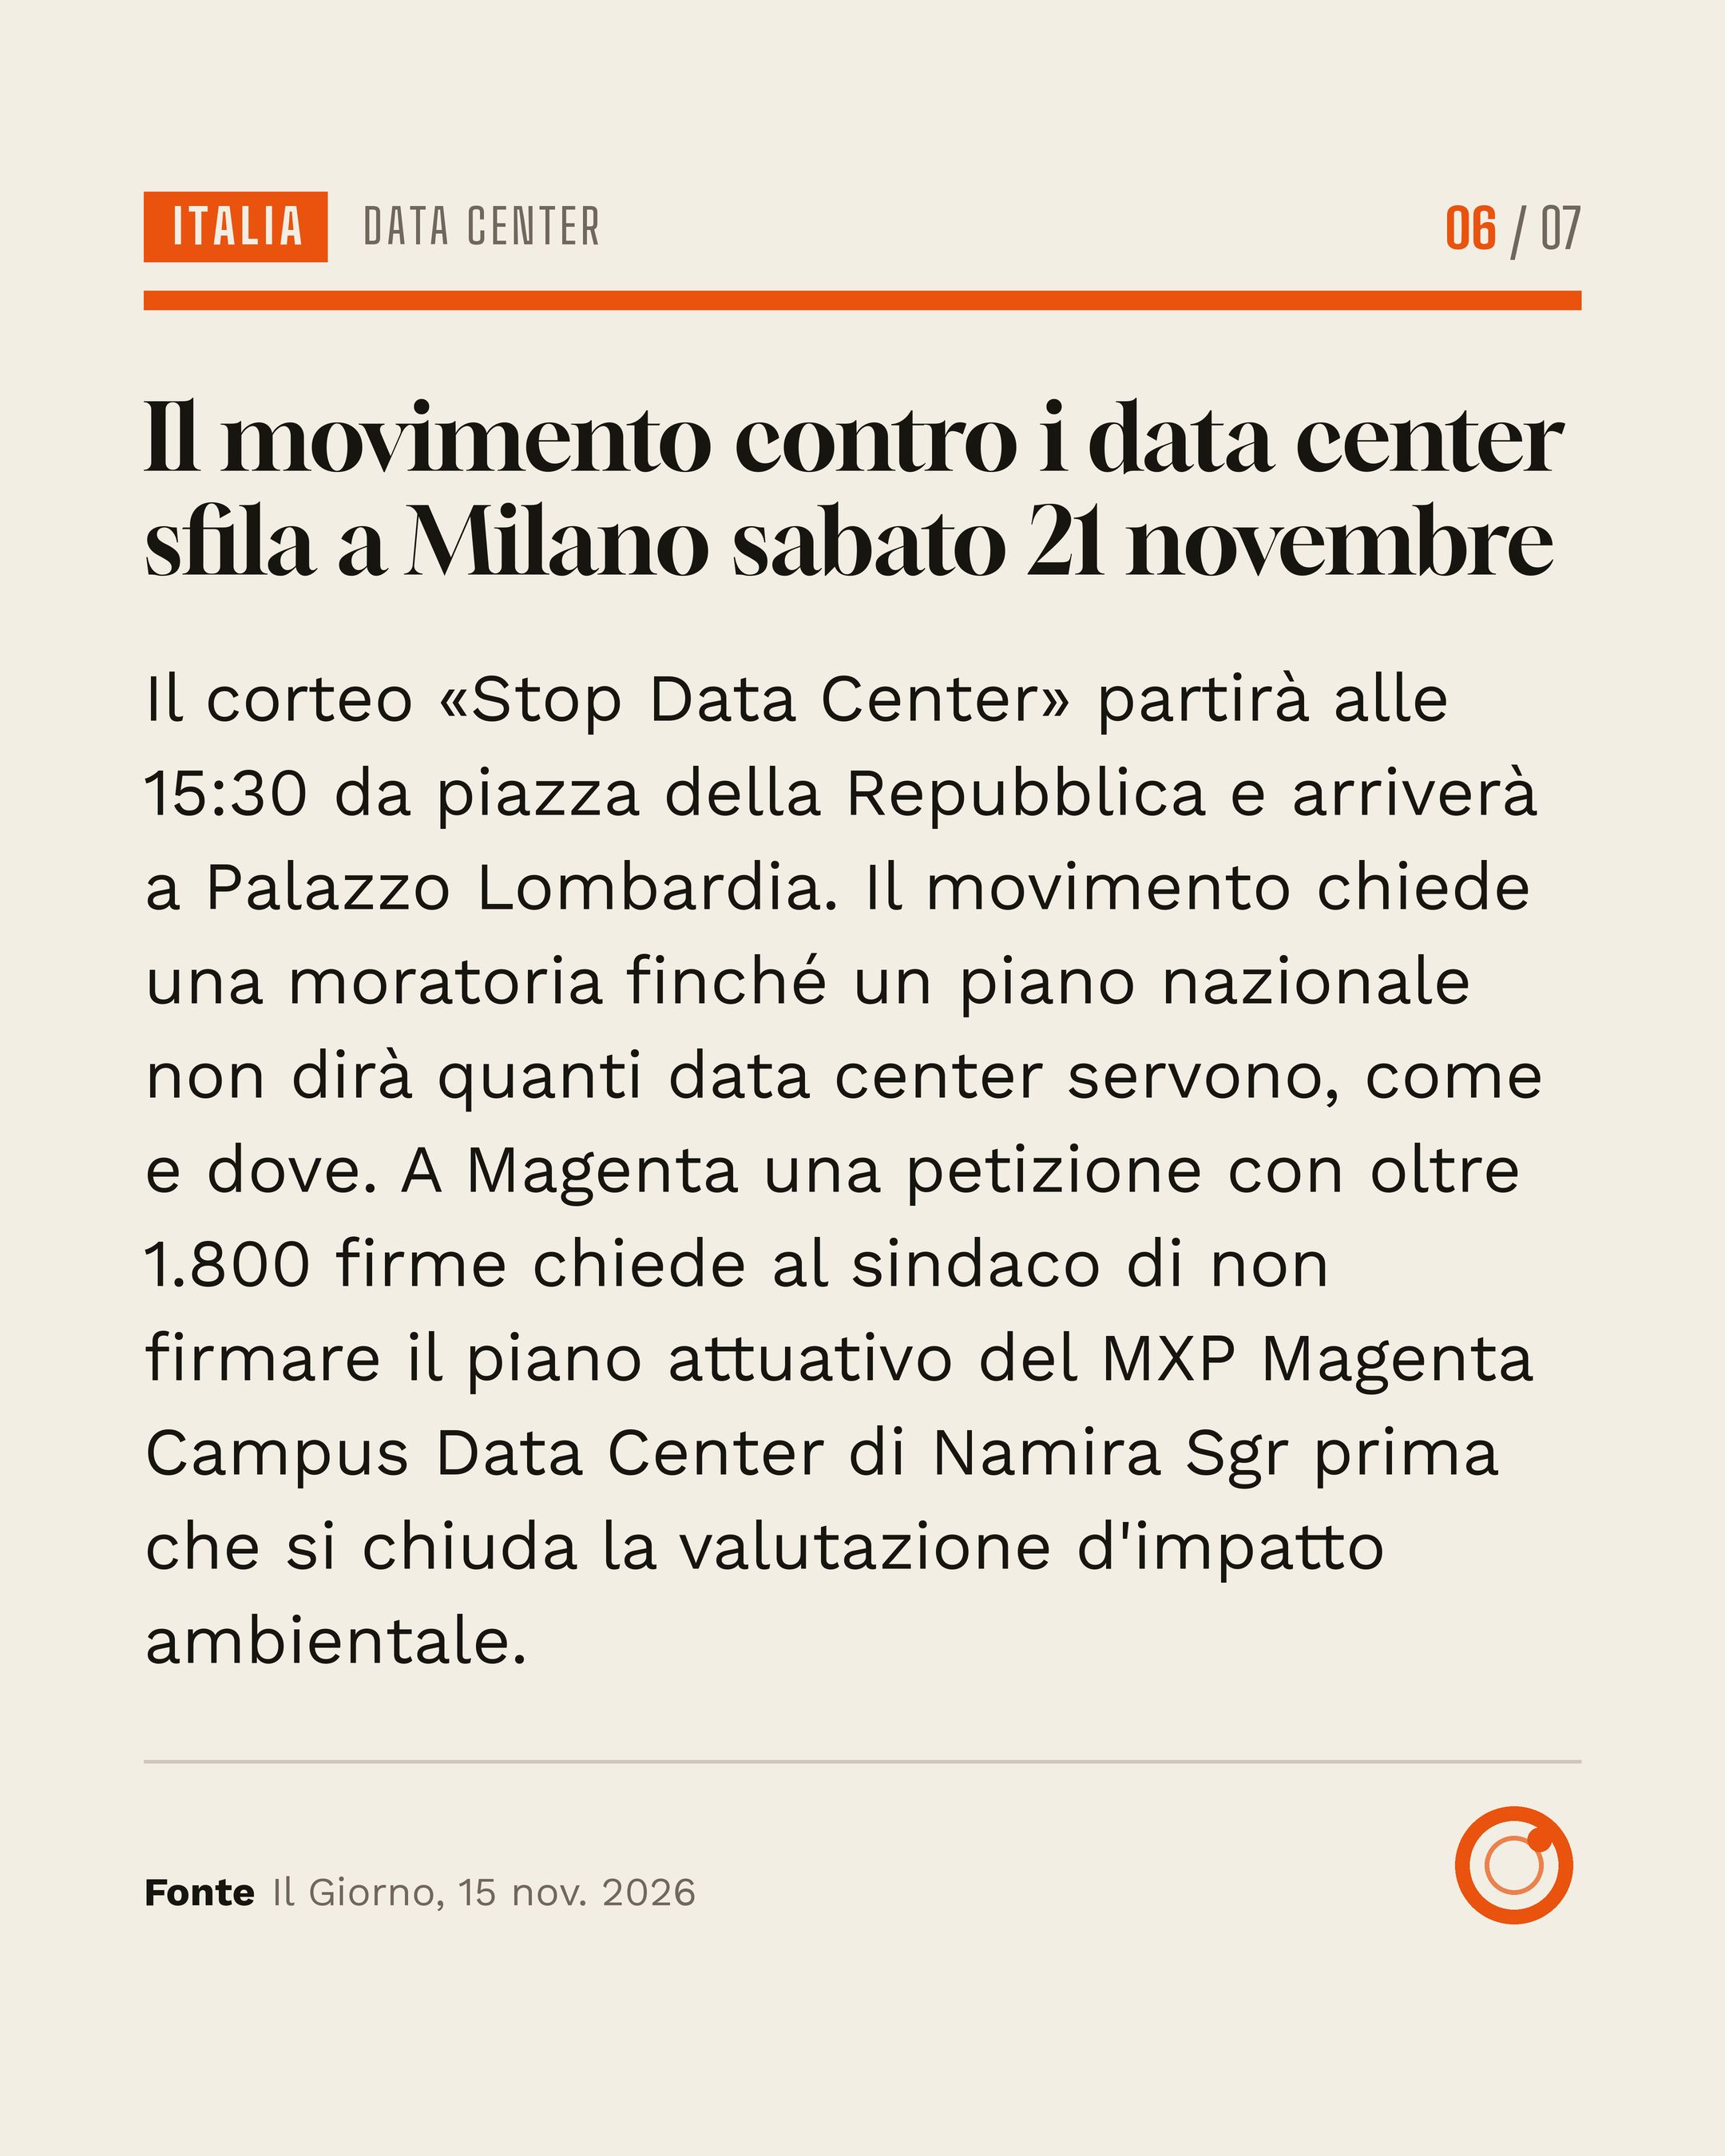 ITALIA DATA CENTER 06 / 07
Il movimento contro i data center
sfila a Milano sabato 21 novembre
Il corteo «Stop Data Center» partirà alle
15:30 da piazza della Repubblica e arriverà
a Palazzo Lombardia. Il movimento chiede
una moratoria finché un piano nazionale
non dirà quanti data center servono, come
e dove. A Magenta una petizione con oltre
1.800 firme chiede al sindaco di non
firmare il piano attuativo del MXP Magenta
Campus Data Center di Namira Sgr prima
che si chiuda la valutazione d'impatto
ambientale.
Fonte Il Giorno, 15 nov. 2026